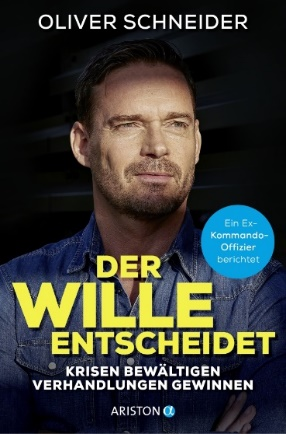 OLIVER SCHNEIDER
Ein Ex-
Kommando-
Offizier
berichtet
DER
WILLE
ENTSCHEIDET
KRISEN BEWÄLTIGEN
VERHANDLUNGEN GEWINNEN
ARISTON α